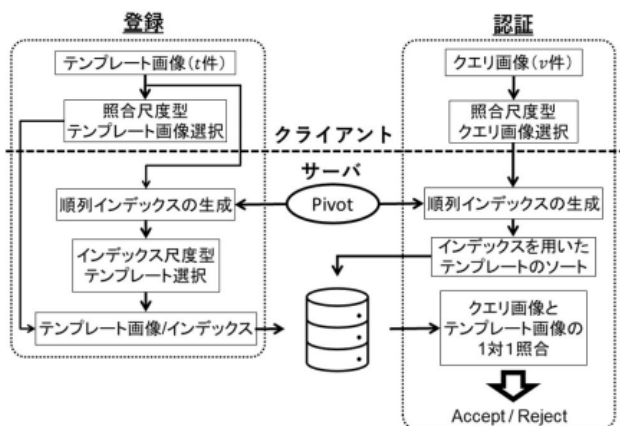 登録
テンプレート画像(t件)
照合尺度型
テンプレート画像選択
順列インデックスの生成
インデックス尺度型
テンプレート選択
テンプレート画像/インデックス
クライアント
サーバ
Pivot
認証
クエリ画像(v件)
照合尺度型
クエリ画像選択
順列インデックスの生成
インデックスを用いた
テンプレートのソート
クエリ画像と
テンプレート画像の
1対1照合
Accept / Reject